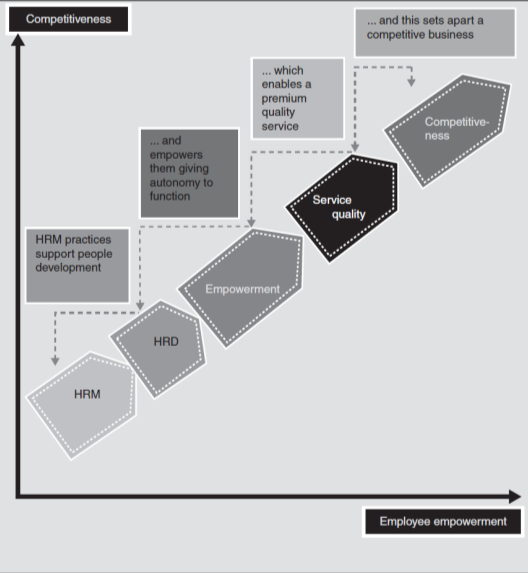 Competitiveness
... and this sets apart a
competitive business
... which
enables a
premium
quality
service
Competitive-
ness
... and
empowers
them giving
autonomy to
function
Service
quality
HRM practices
support people
development
Empowerment
HRD
HRM
Employee empowerment